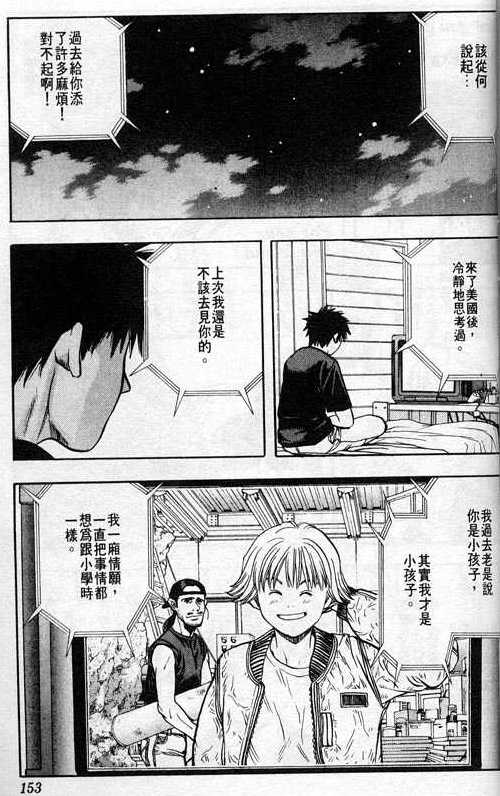 該從何
說起…
過去給你添
了許多麻煩！
對不起啊！
來了美國後，
冷靜地思考過。
上次我還是
不該去見你的。
我過去老是說
你是小孩子，
其實我才是
小孩子。
我一廂情願，
一直把事情都
想為跟小學時
一樣。
153